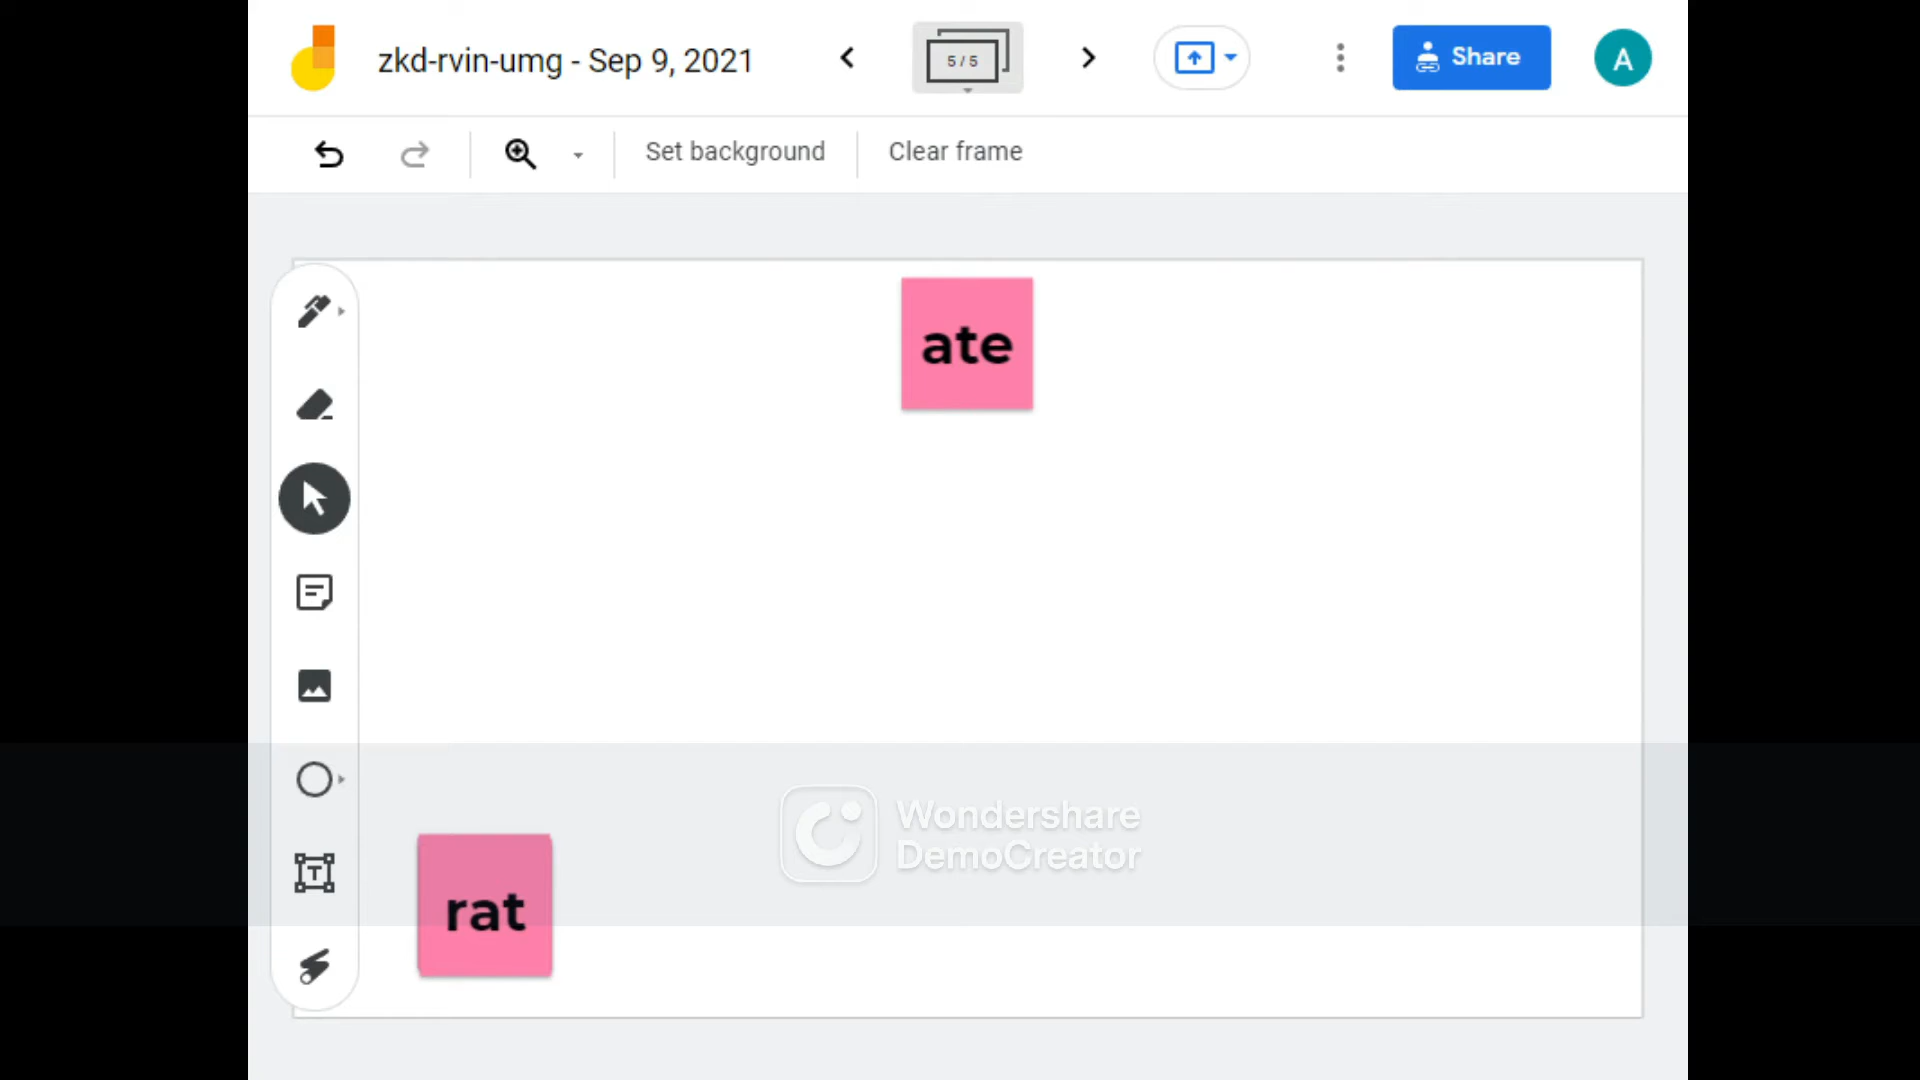 zkd-rvin-umg - Sep 9, 2021
5 / 5
Share
A
Set background
Clear frame
ate
Wondershare
DemoCreator
T
rat